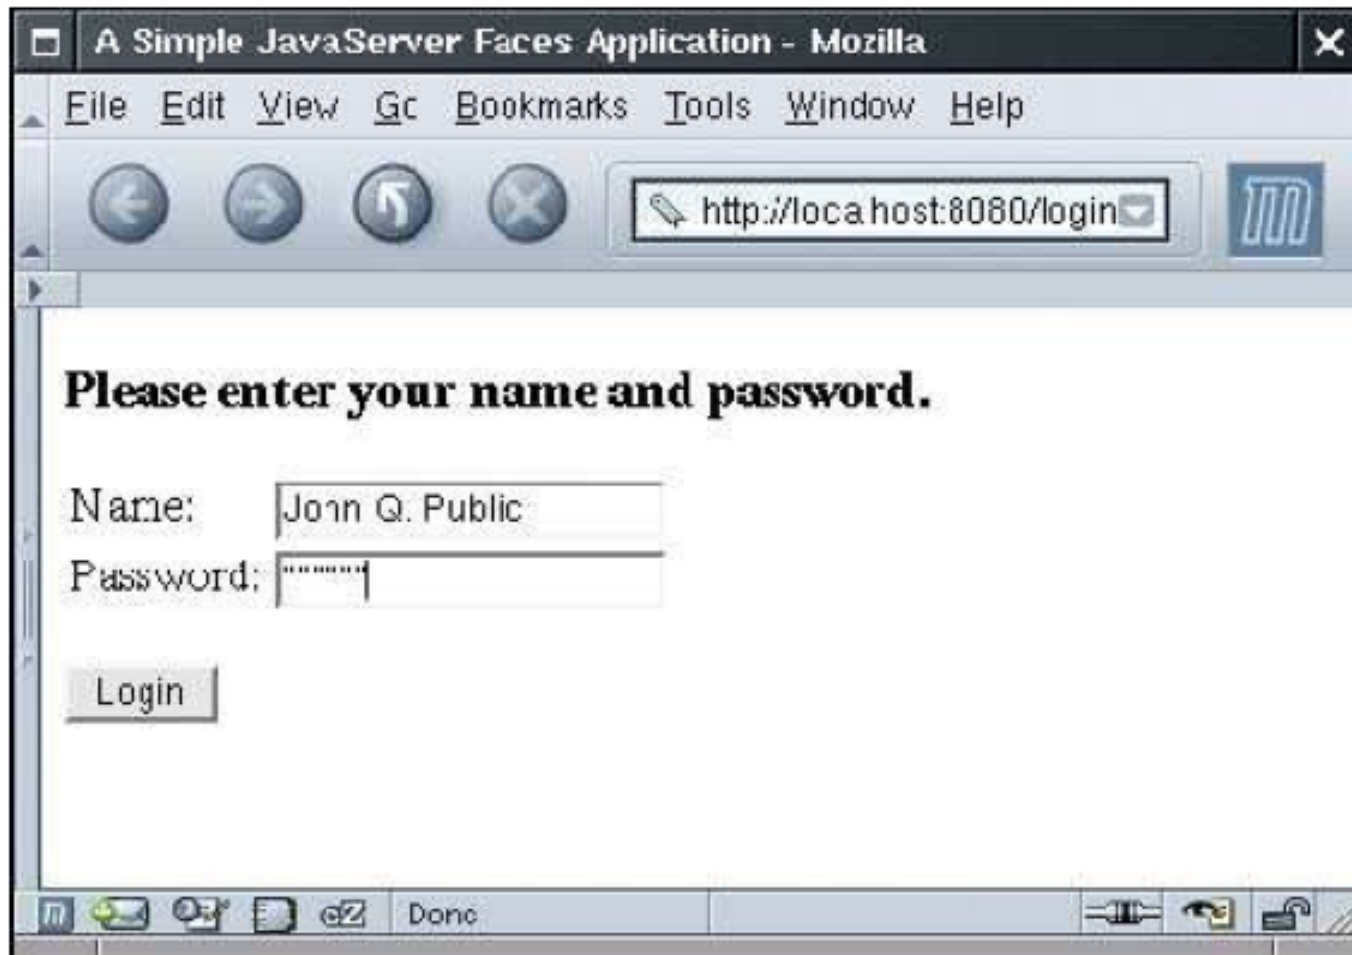 A Simple JavaServer Faces Application - Mozilla
File Edit View Go Bookmarks Tools Window Help
http://localhost:8080/login
Please enter your name and password.
Name: John Q. Public
Password: ******
Login
Done